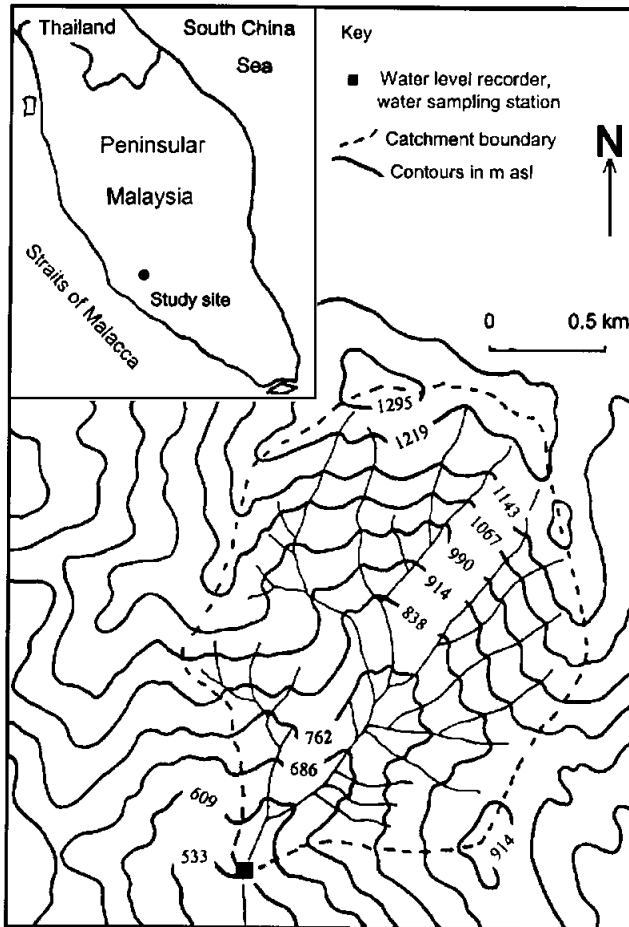 Thailand
South China
Sea
Peninsular
Malaysia
Straits of Malacca
Study site
Key
Water level recorder,
water sampling station
Catchment boundary
Contours in m asl
N
0 0.5 km
1295
1219
1143
1067
990
914
838
762
686
609
533
914